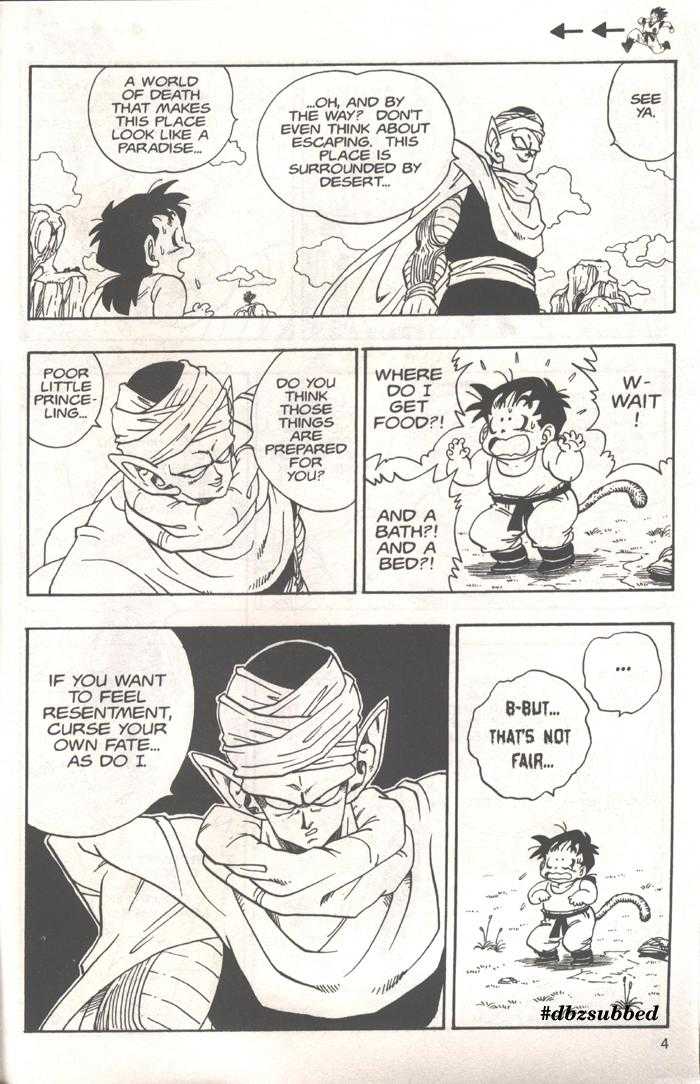 SEE
YA.
...OH, AND BY
THE WAY? DON'T
EVEN THINK ABOUT
ESCAPING. THIS
PLACE IS
SURROUNDED BY
DESERT...
A WORLD
OF DEATH
THAT MAKES
THIS PLACE
LOOK LIKE A
PARADISE...
W-
WAIT
!
WHERE
DO I
GET
FOOD?!
AND A
BATH?!
AND A
BED?!
DO YOU
THINK
THOSE
THINGS
ARE
PREPARED
FOR
YOU?
POOR
LITTLE
PRINCE-
LING...
...
B-BUT...
THAT'S NOT
FAIR...
IF YOU WANT
TO FEEL
RESENTMENT,
CURSE YOUR
OWN FATE...
AS DO I.
#dbzsubbed
4